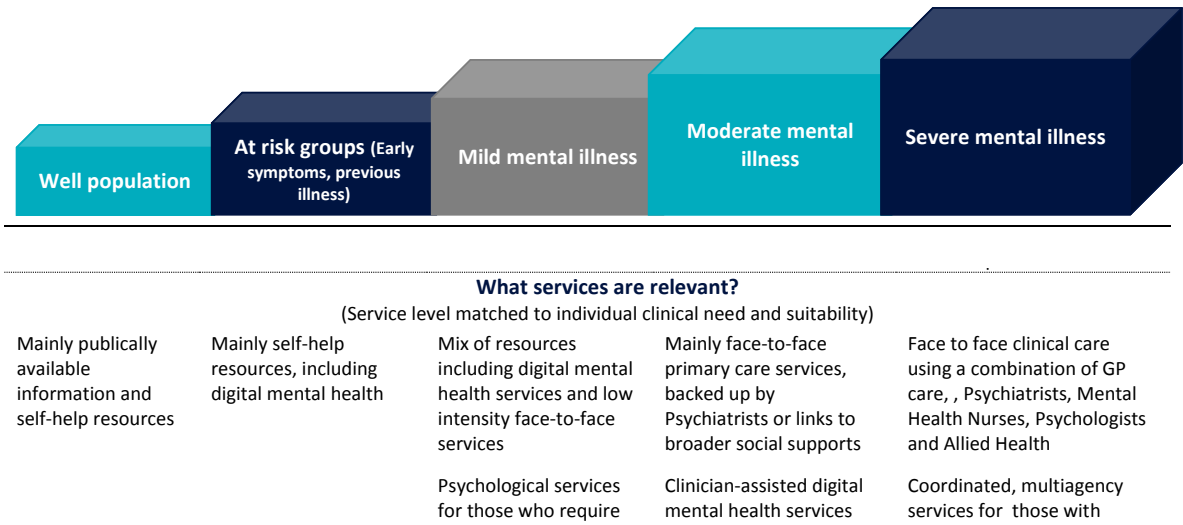 Well population
At risk groups (Early
symptoms, previous
illness)
Mild mental illness
Moderate mental
illness
Severe mental illness
What services are relevant?
(Service level matched to individual clinical need and suitability)
Mainly publically
available
information and
self-help resources
Mainly self-help
resources, including
digital mental health
Mix of resources
including digital mental
health services and low
intensity face-to-face
services
Psychological services
for those who require
Mainly face-to-face
primary care services,
backed up by
Psychiatrists or links to
broader social supports
Clinician-assisted digital
mental health services
Face to face clinical care
using a combination of GP
care, , Psychiatrists, Mental
Health Nurses, Psychologists
and Allied Health
Coordinated, multiagency
services for those with